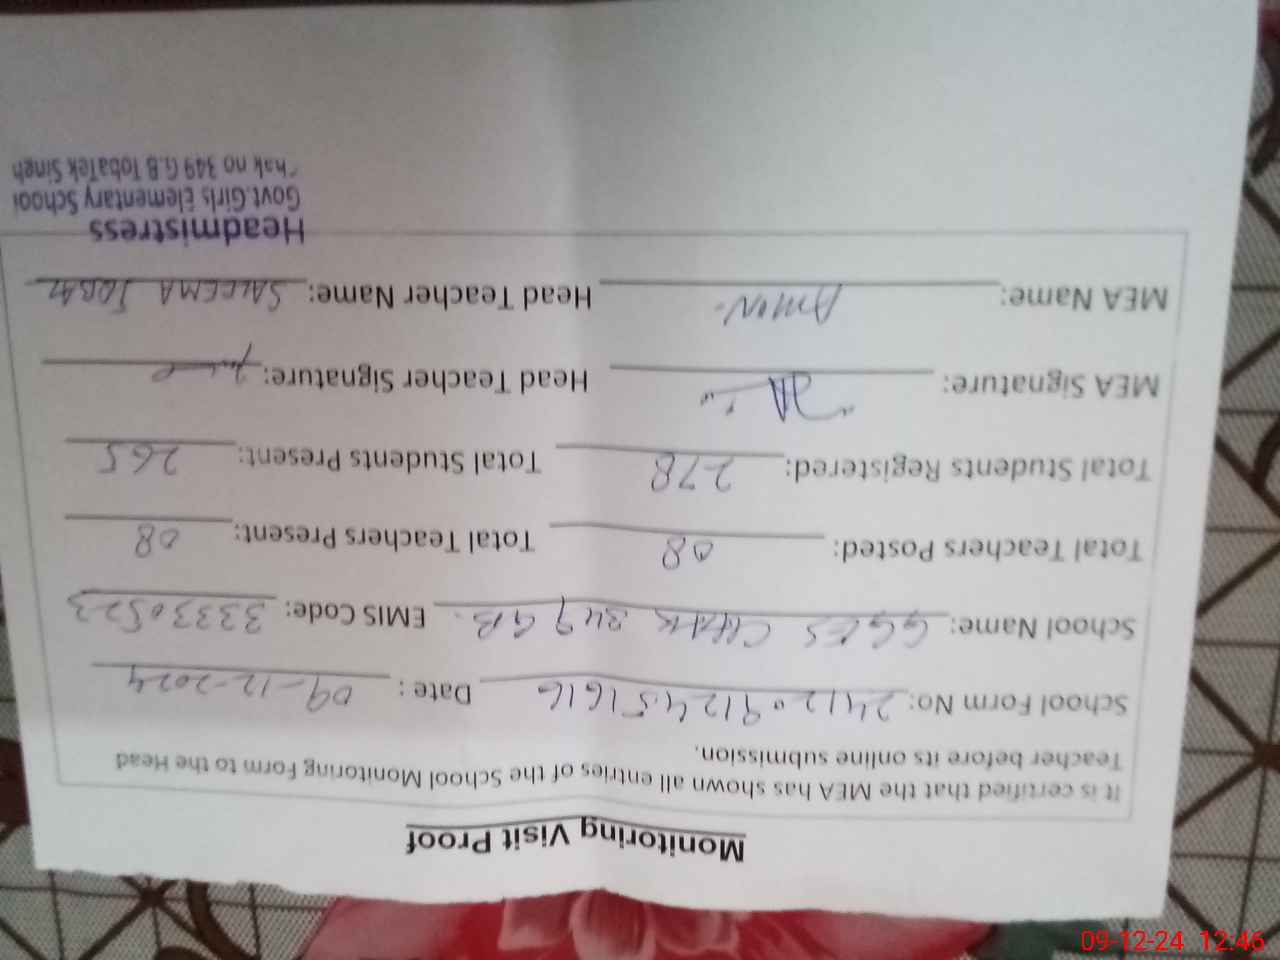 Monitoring Visit Proof
It is certified that the MEA has shown all entries of the School Monitoring Form to the Head
Teacher before its online submission.
School Form No: 24120912451616 Date : 09-12-2024
School Name: GGES CHAK 349 GB. EMIS Code: 3330523
Total Teachers Posted: 08 Total Teachers Present: 08
Total Students Registered: 278 Total Students Present: 265
MEA Signature: Head Teacher Signature:
MEA Name: AMON Head Teacher Name: SALEEMA IQBAL
Headmistress
Govt.Girls Elementary School
Chak no 349 G.B TobaTek Singh
09-12-24 12:46